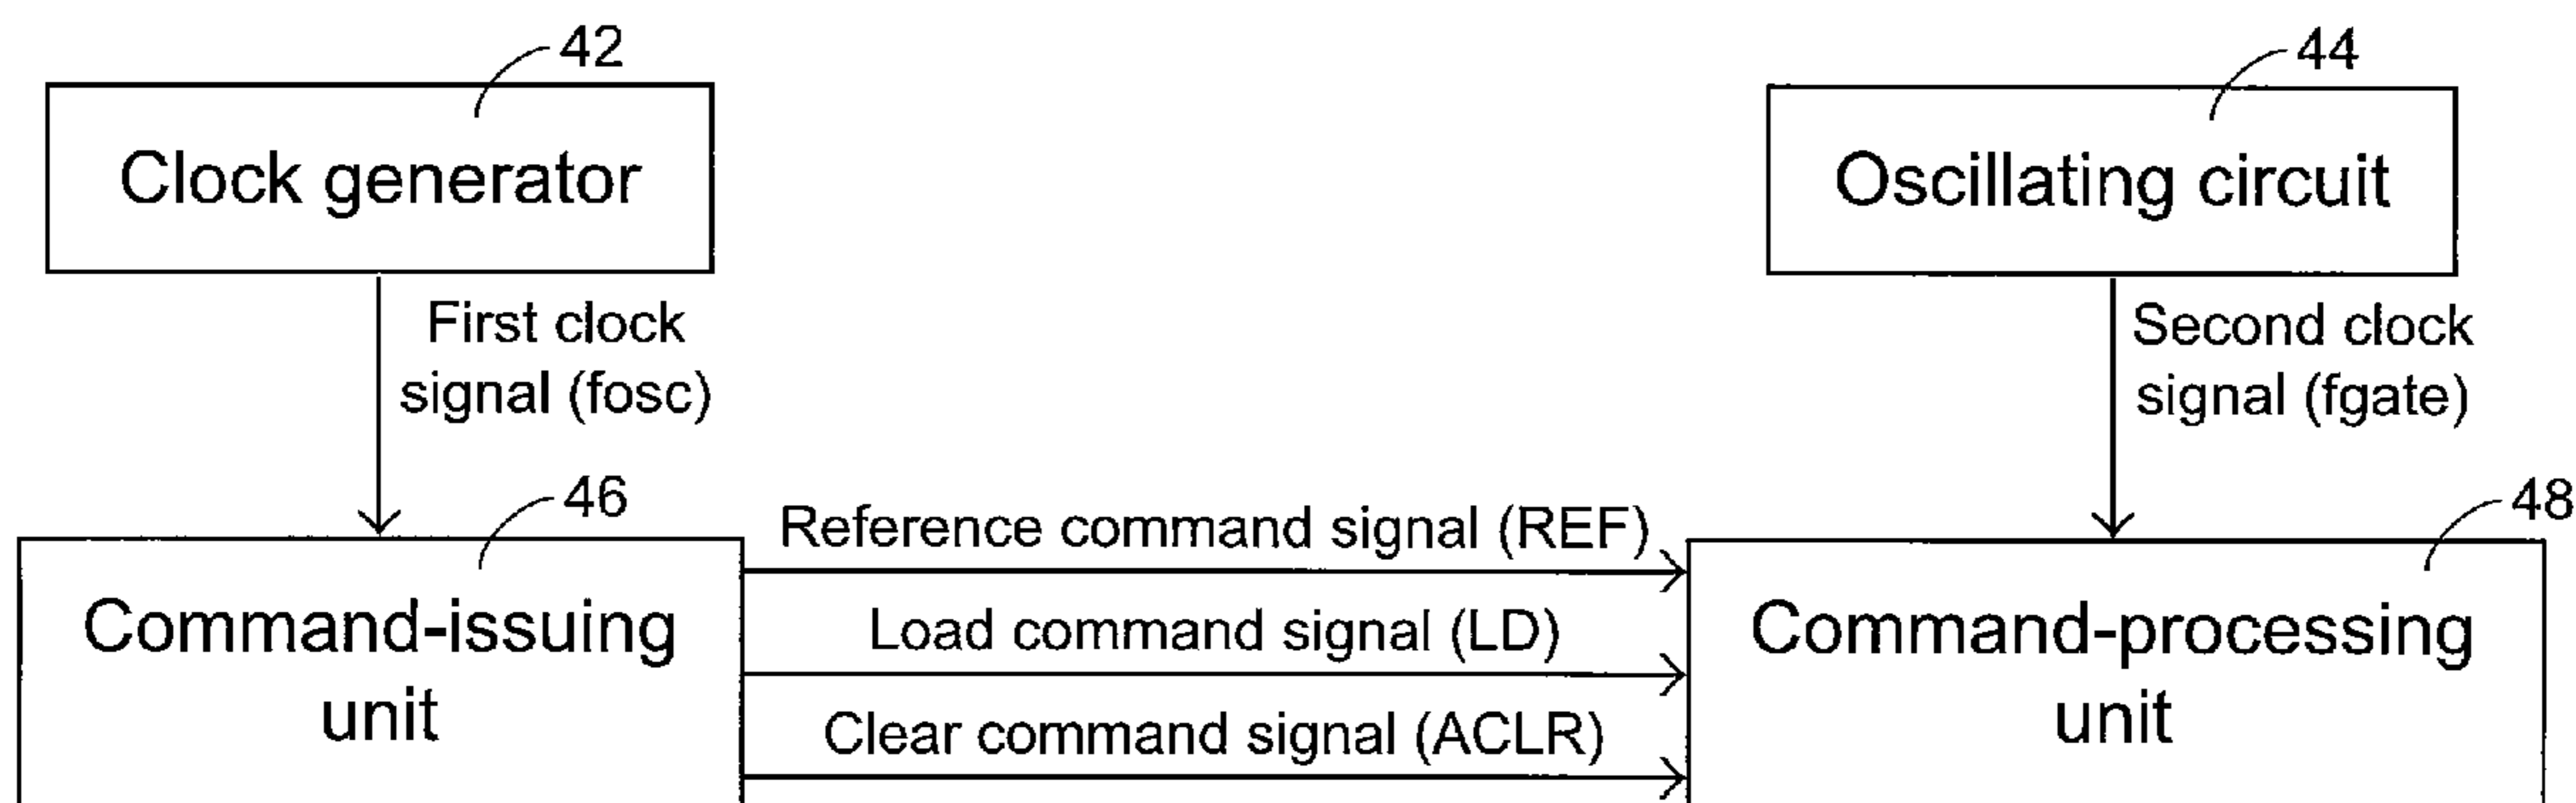 42
Clock generator
44
Oscillating circuit
First clock
signal (fosc)
Second clock
signal (fgate)
46
Command-issuing
unit
Reference command signal (REF)
Load command signal (LD)
Clear command signal (ACLR)
48
Command-processing
unit